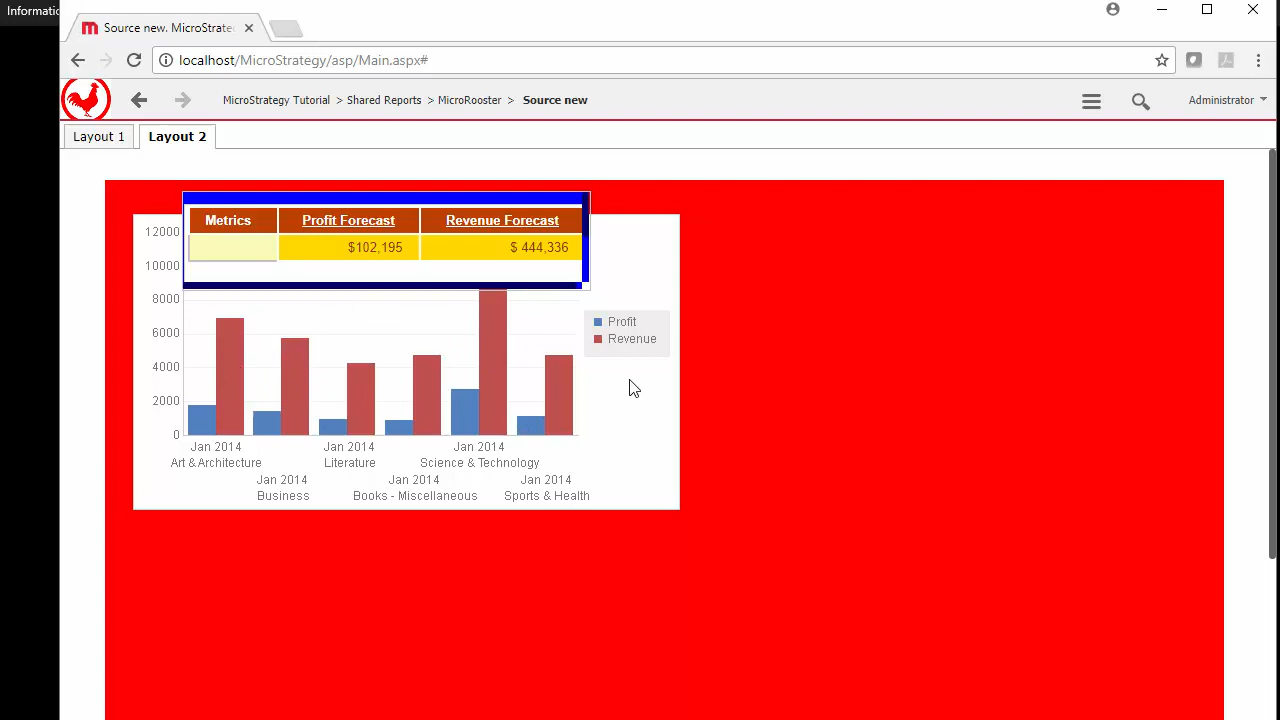 Informatio
Source new. MicroStrate
localhost/MicroStrategy/asp/Main.aspx#
MicroStrategy Tutorial > Shared Reports > MicroRooster > Source new
Administrator
Layout 1 Layout 2
Metrics Profit Forecast Revenue Forecast
$102,195 $ 444,336
12000
10000
8000
6000
4000
2000
0
Profit
Revenue
Jan 2014 Jan 2014 Jan 2014
Art & Architecture Literature Science & Technology
Jan 2014 Jan 2014 Jan 2014
Business Books - Miscellaneous Sports & Health